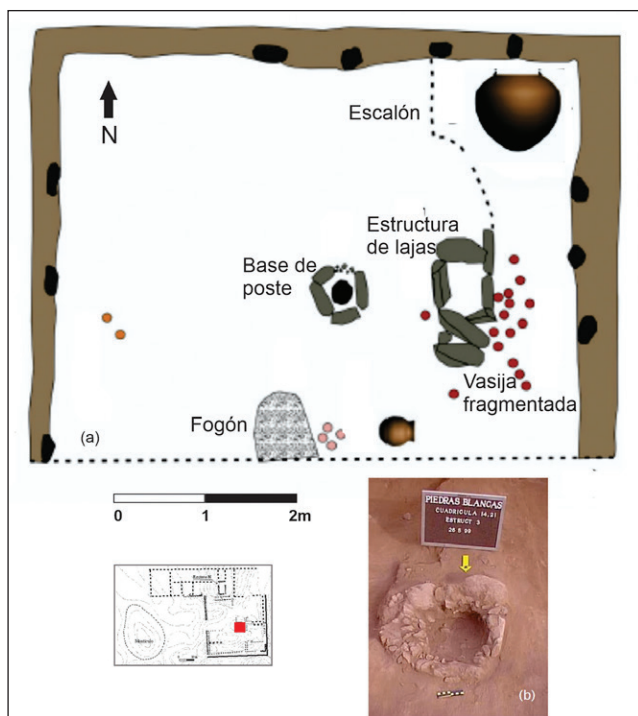 N
Escalón
Estructura
de lajas
Base de
poste
Vasija
fragmentada
Fogón
(a)
0 1 2m
PIEDRAS BLANCAS
CUADRICULA 14.21
ESTRUCT 3
(b)